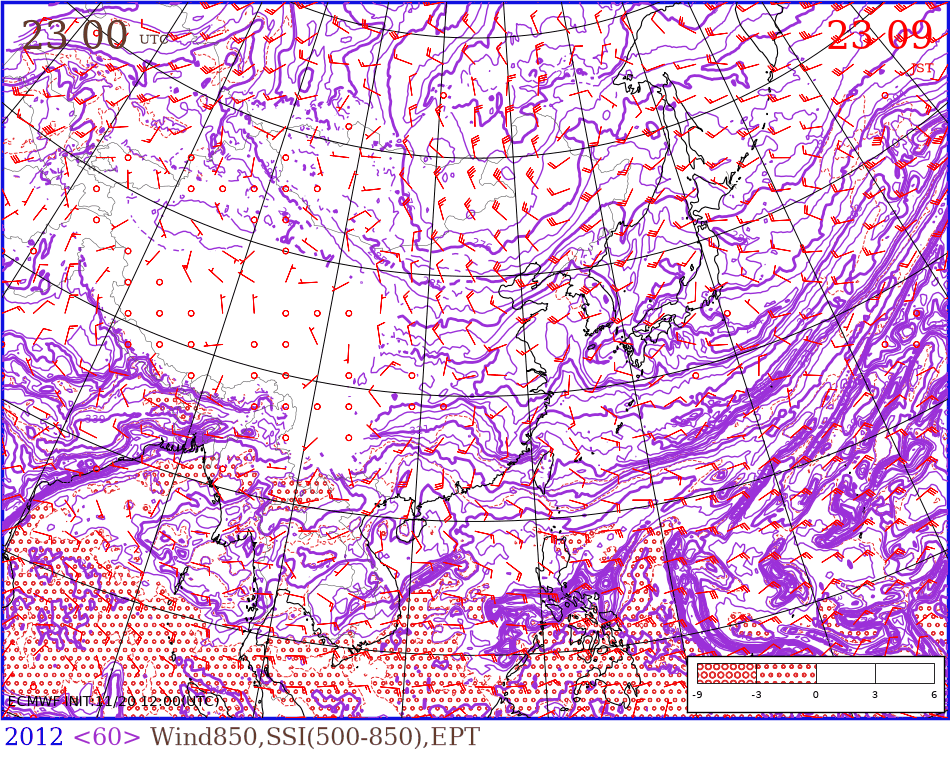 23 00 UTC
23 09
JST
-9 -3 0 3 6
ECMWF INIT:11/20 12:00(UTC)
2012 <60> Wind850,SSI(500-850),EPT